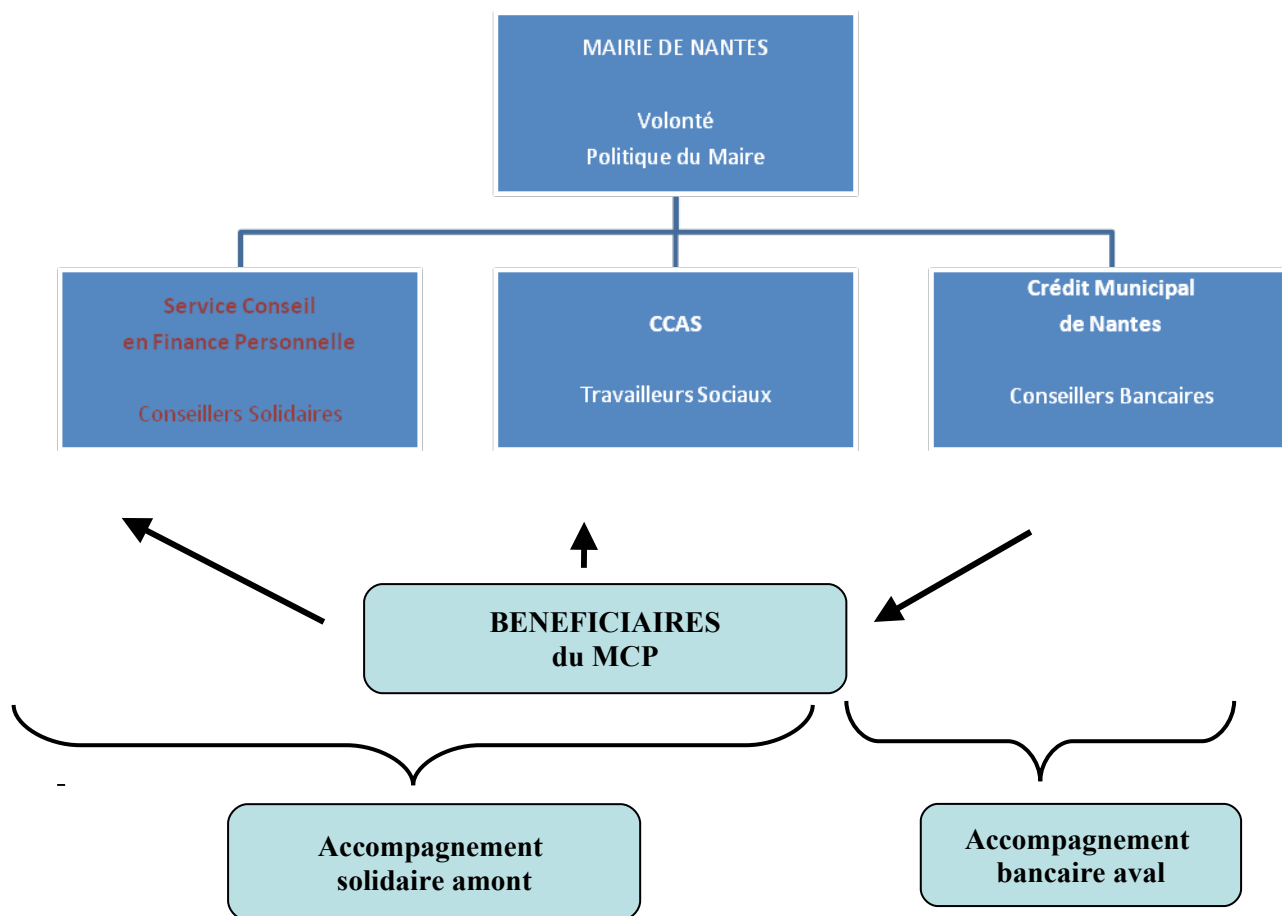 MAIRIE DE NANTES
Volonté
Politique du Maire
Service Conseil
en Finance Personnelle
Conseillers Solidaires
CCAS
Travailleurs Sociaux
Crédit Municipal
de Nantes
Conseillers Bancaires
BENEFICIAIRES
du MCP
-
Accompagnement
solidaire amont
Accompagnement
bancaire aval